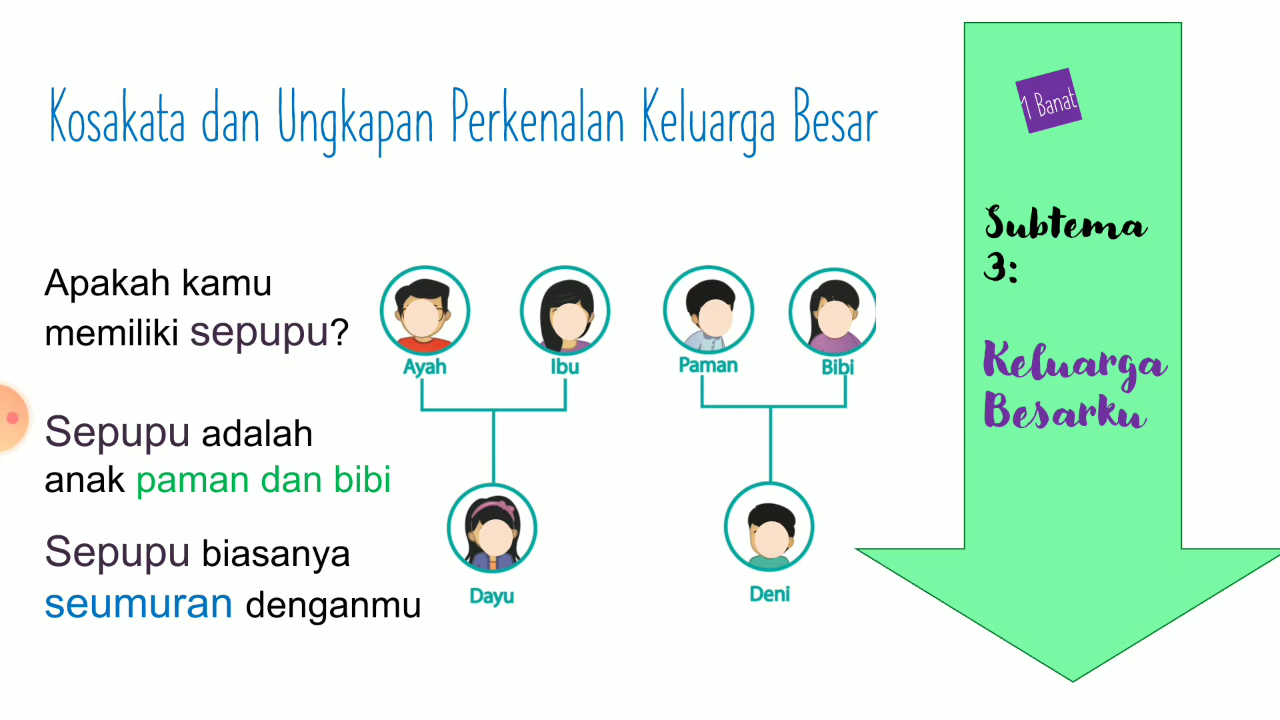 Kosakata dan Ungkapan Perkenalan Keluarga Besar
1 Banat
Apakah kamu
memiliki sepupu?
Sepupu adalah
anak paman dan bibi
Sepupu biasanya
seumuran denganmu
Ayah
Ibu
Paman
Bibi
Dayu
Deni
Subtema
3:
Keluarga
Besarku